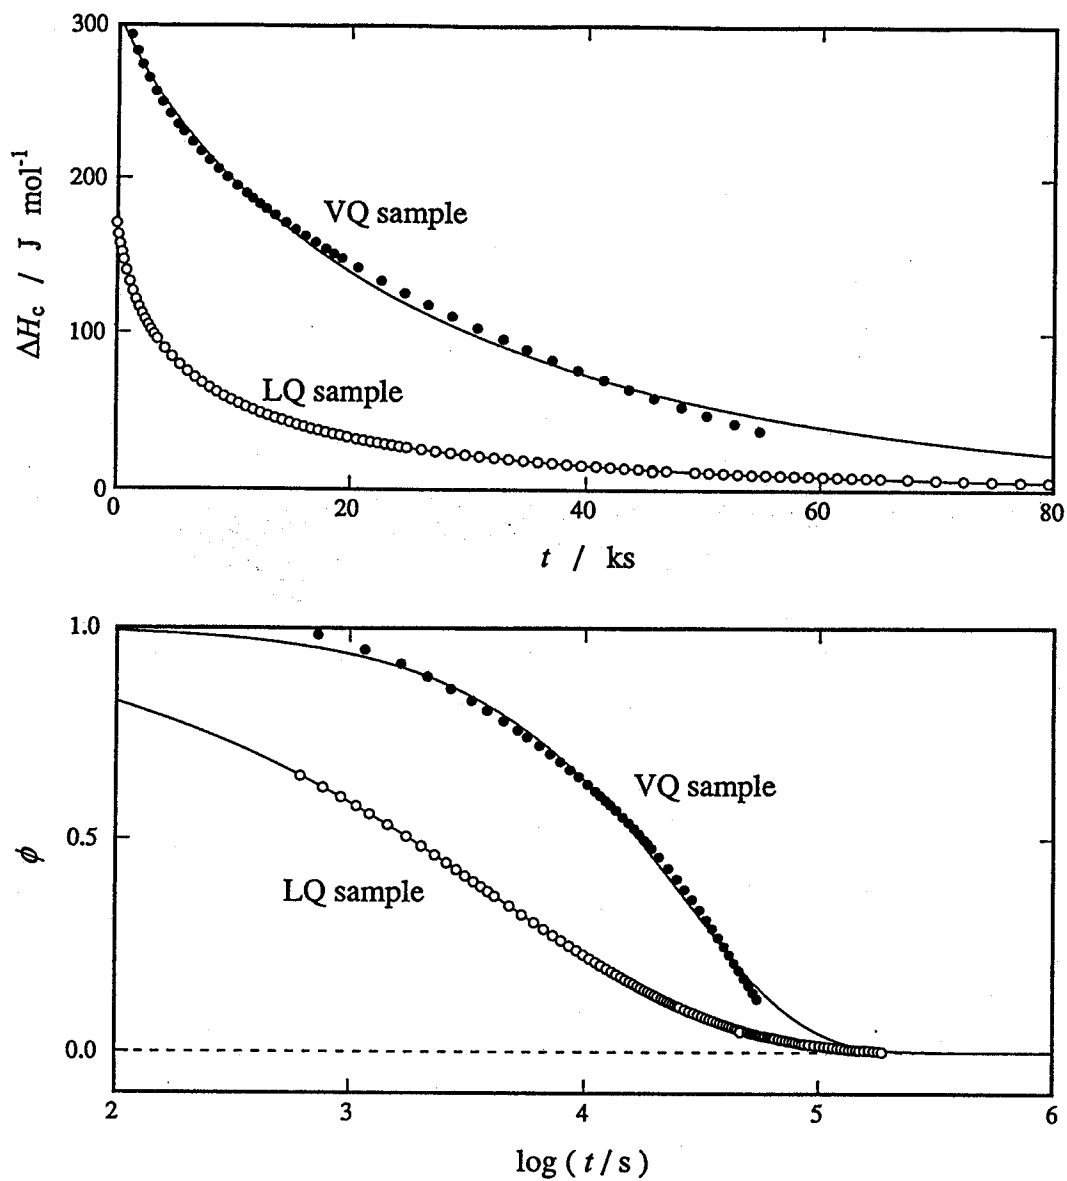 300
200
100
0
ΔH_c / J mol⁻¹
VQ sample
LQ sample
0 20 40 60 80
t / ks
1.0
0.5
0.0
ϕ
VQ sample
LQ sample
2 3 4 5 6
log ( t / s )